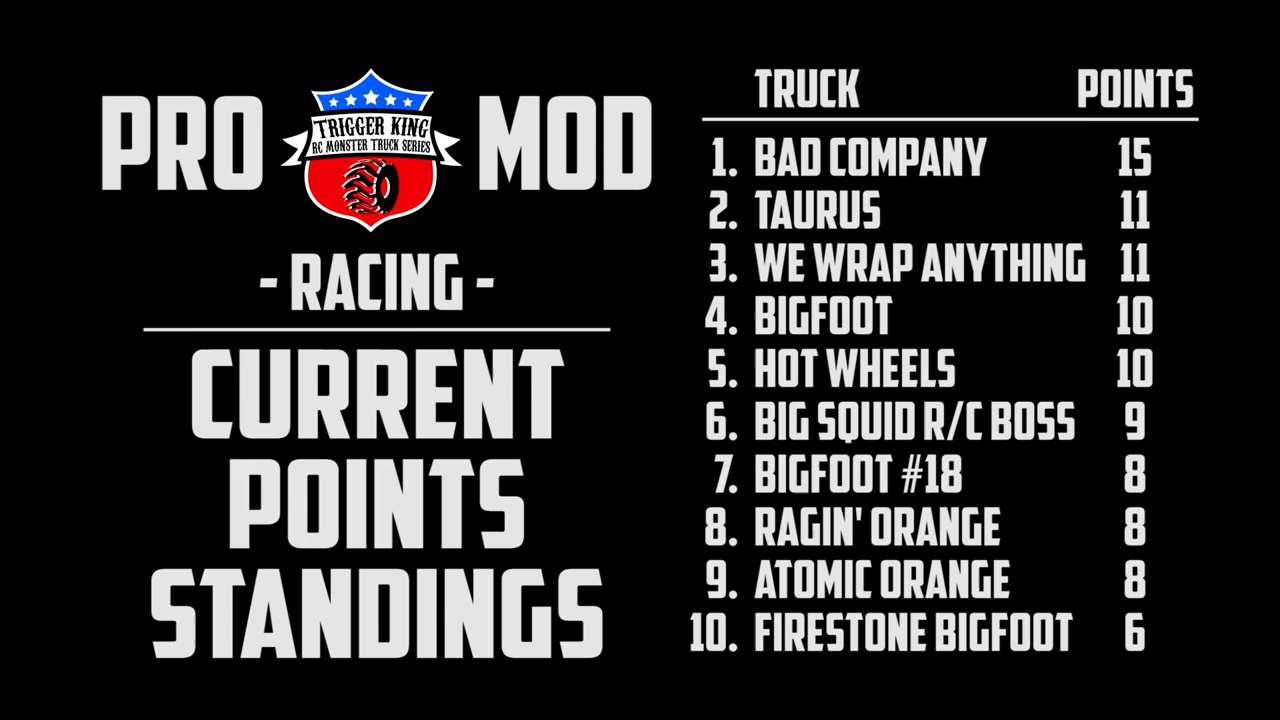 PRO MOD
TRIGGER KING
RC MONSTER TRUCK SERIES
- RACING -
CURRENT
POINTS
STANDINGS
TRUCK POINTS
1. BAD COMPANY 15
2. TAURUS 11
3. WE WRAP ANYTHING 11
4. BIGFOOT 10
5. HOT WHEELS 10
6. BIG SQUID R/C BOSS 9
7. BIGFOOT #18 8
8. RAGIN' ORANGE 8
9. ATOMIC ORANGE 8
10. FIRESTONE BIGFOOT 6